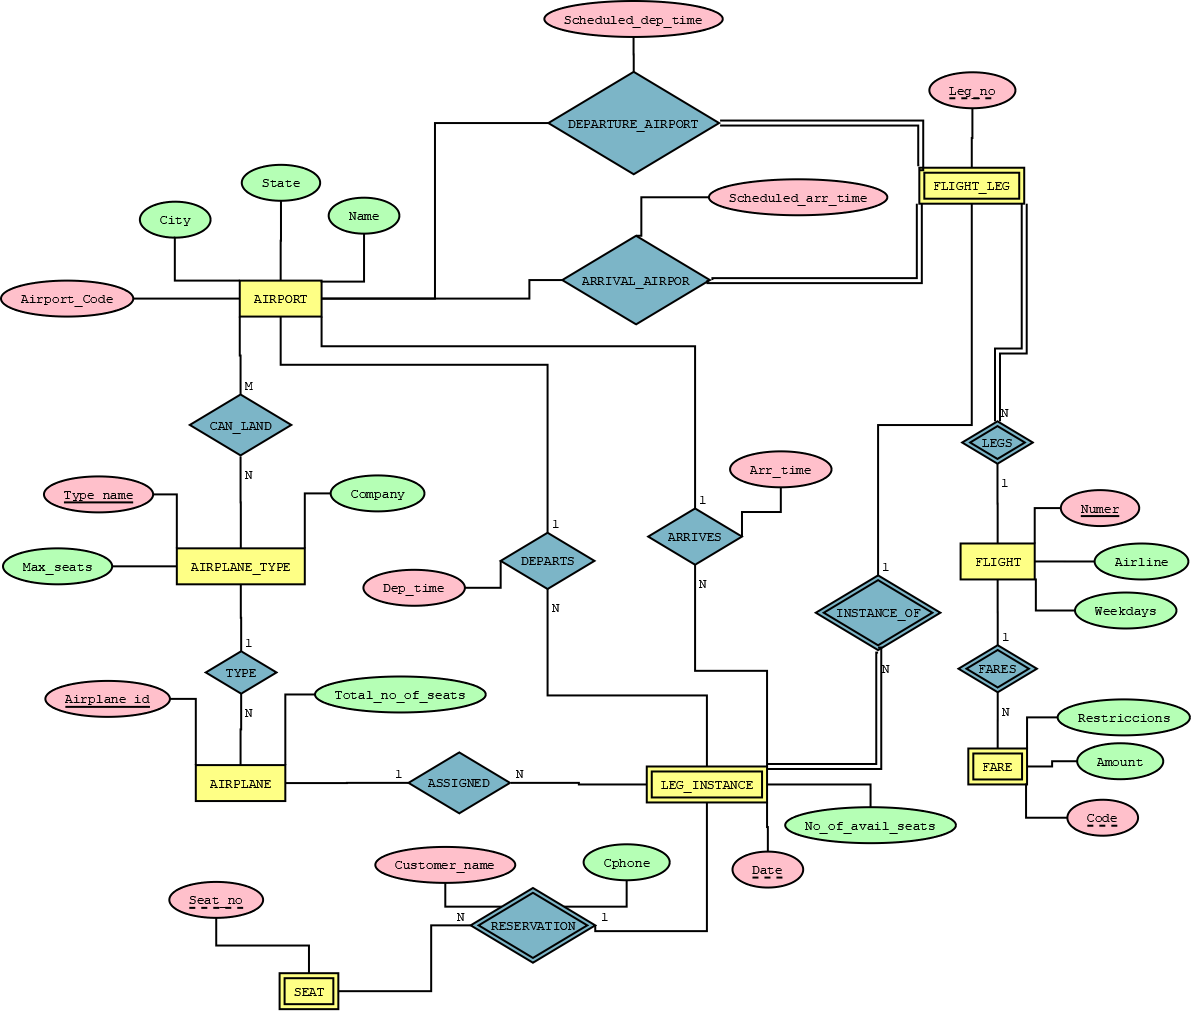 Scheduled_dep_time
Leg_no
DEPARTURE_AIRPORT
State
FLIGHT_LEG
Scheduled_arr_time
City
Name
ARRIVAL_AIRPOR
Airport_Code
AIRPORT
M
N
CAN_LAND
LEGS
Arr_time
N
1
Type_name
Company
1
Numer
1
ARRIVES
AIRPLANE_TYPE
Max_seats
DEPARTS
FLIGHT
Airline
1
N
Dep_time
N
INSTANCE_OF
Weekdays
1
1
TYPE
N
FARES
Airplane_id
Total_no_of_seats
N
N
Restriccions
1
N
AIRPLANE
ASSIGNED
LEG_INSTANCE
FARE
Amount
No_of_avail_seats
Code
Customer_name
Cphone
Date
Seat_no
N
1
RESERVATION
SEAT